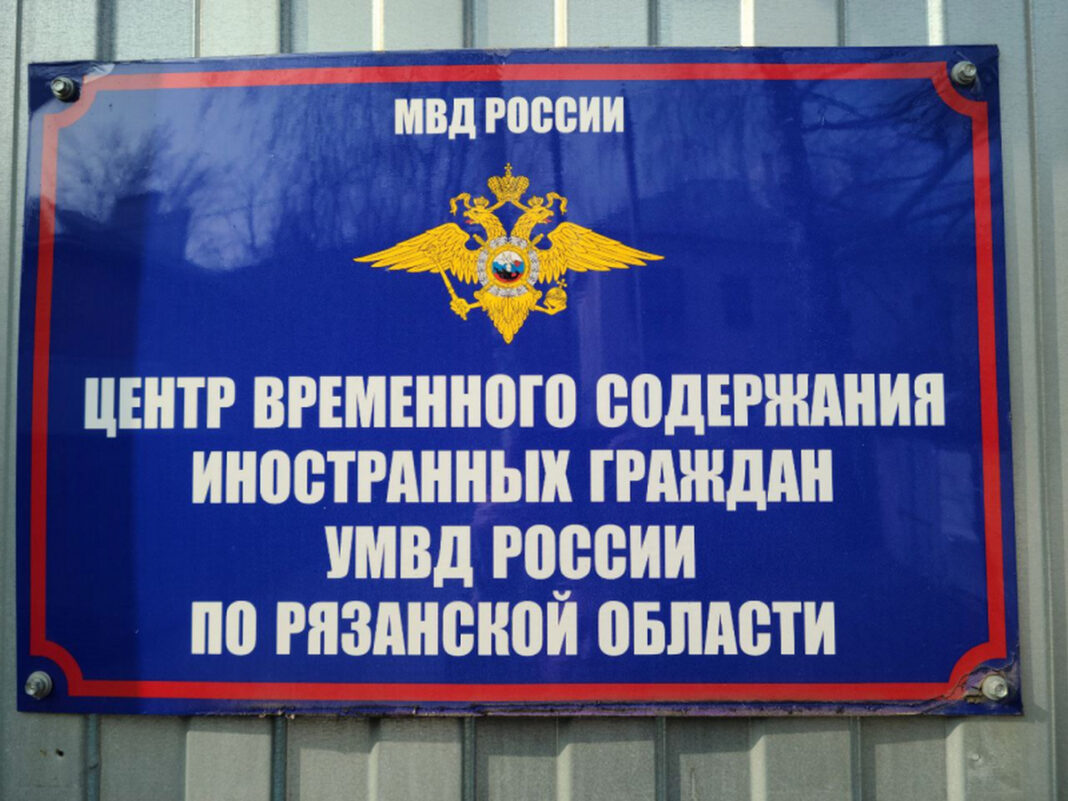 МВД РОССИИ
ЦЕНТР ВРЕМЕННОГО СОДЕРЖАНИЯ
ИНОСТРАННЫХ ГРАЖДАН
УМВД РОССИИ
ПО РЯЗАНСКОЙ ОБЛАСТИ